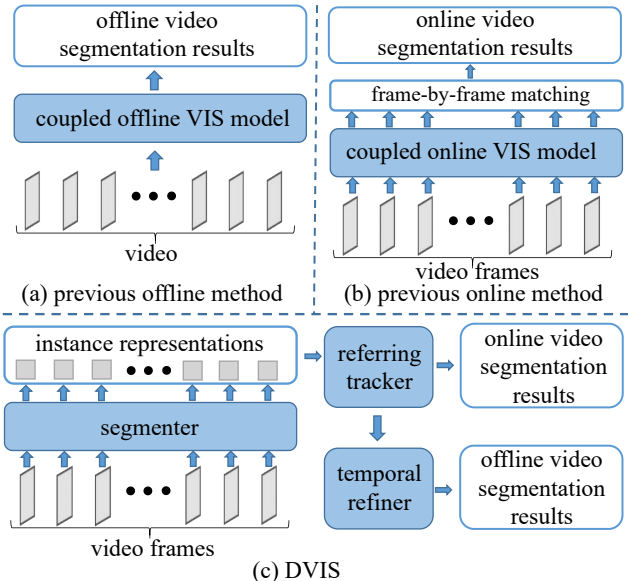 offline video
segmentation results
coupled offline VIS model
video
(a) previous offline method
online video
segmentation results
frame-by-frame matching
coupled online VIS model
video frames
(b) previous online method
instance representations
segmenter
video frames
referring
tracker
online video
segmentation
results
temporal
refiner
offline video
segmentation
results
(c) DVIS